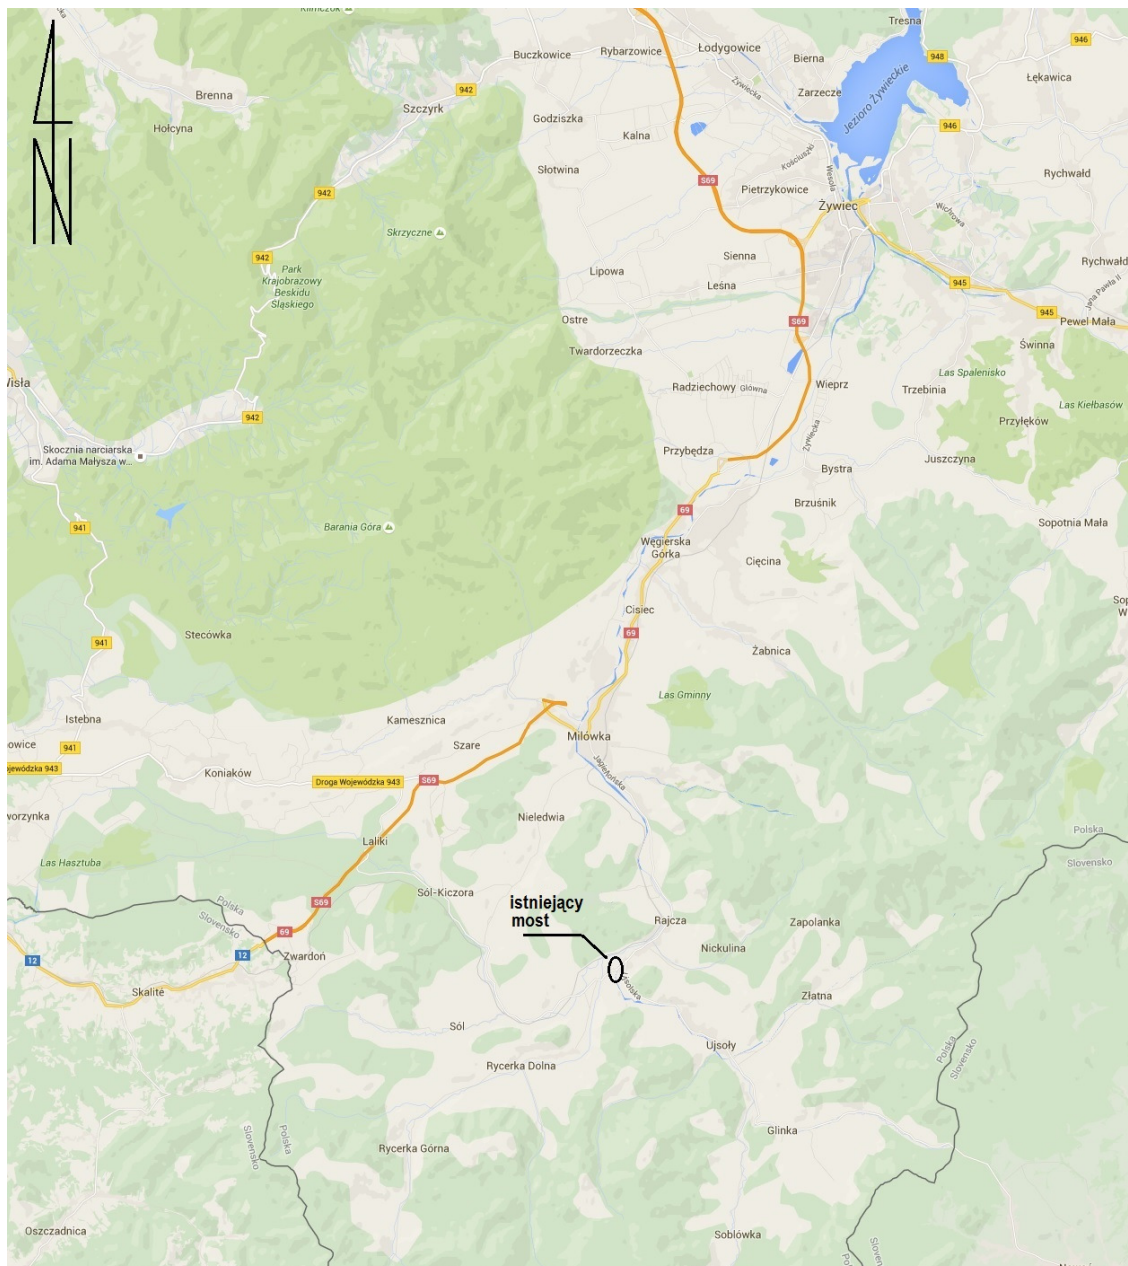 Klimczok
Tresna
946
Buczkowice
Rybarzowice
Łodygowice
Bierna
948
Łękawica
Brenna
942
Szczyrk
Żywiecka
Zarzecze
Jezioro Żywieckie
Hołcyna
Godziszka
Kalna
946
Kościuszki
Wesoła
Słotwina
S69
Pietrzykowice
Rychwałd
942
Żywiec
Wichrowa
Skrzyczne
942
Sienna
Rychwałd
Park
Krajobrazowy
Beskidu
Śląskiego
Lipowa
Leśna
945
Jana Pawła II
945
Ostre
S69
Pewel Mała
Twardorzeczka
Świnna
Las Spalenisko
Wisła
Radziechowy
Główna
Wieprz
Trzebinia
Las Kiełbasów
942
Przyłęków
Skocznia narciarska
im. Adama Małysza w...
Przybędza
Żywiecka
Juszczyna
Bystra
Brzuśnik
941
Barania Góra
69
Sopotnia Mała
Węgierska
Górka
Cięcina
Cisiec
Stecówka
941
69
Żabnica
Las Gminny
Istebna
Kamesznica
Milówka
941
Szare
Koniaków
Droga Wojewódzka 943
S69
Jagiellońska
Nieledwia
Laliki
Polska
Slovensko
Las Hasztuba
Sól-Kiczora
istniejący
most
Polska
Slovensko
S69
Rajcza
Zapolanka
69
Nickulina
12
12
Zwardoń
Skalité
Złatna
Sól
Ujsoły
Polska
Slovensko
Rycerka Dolna
Glinka
Slovensko
Polska
Rycerka Górna
Oszczadnica
Soblówka
Polska